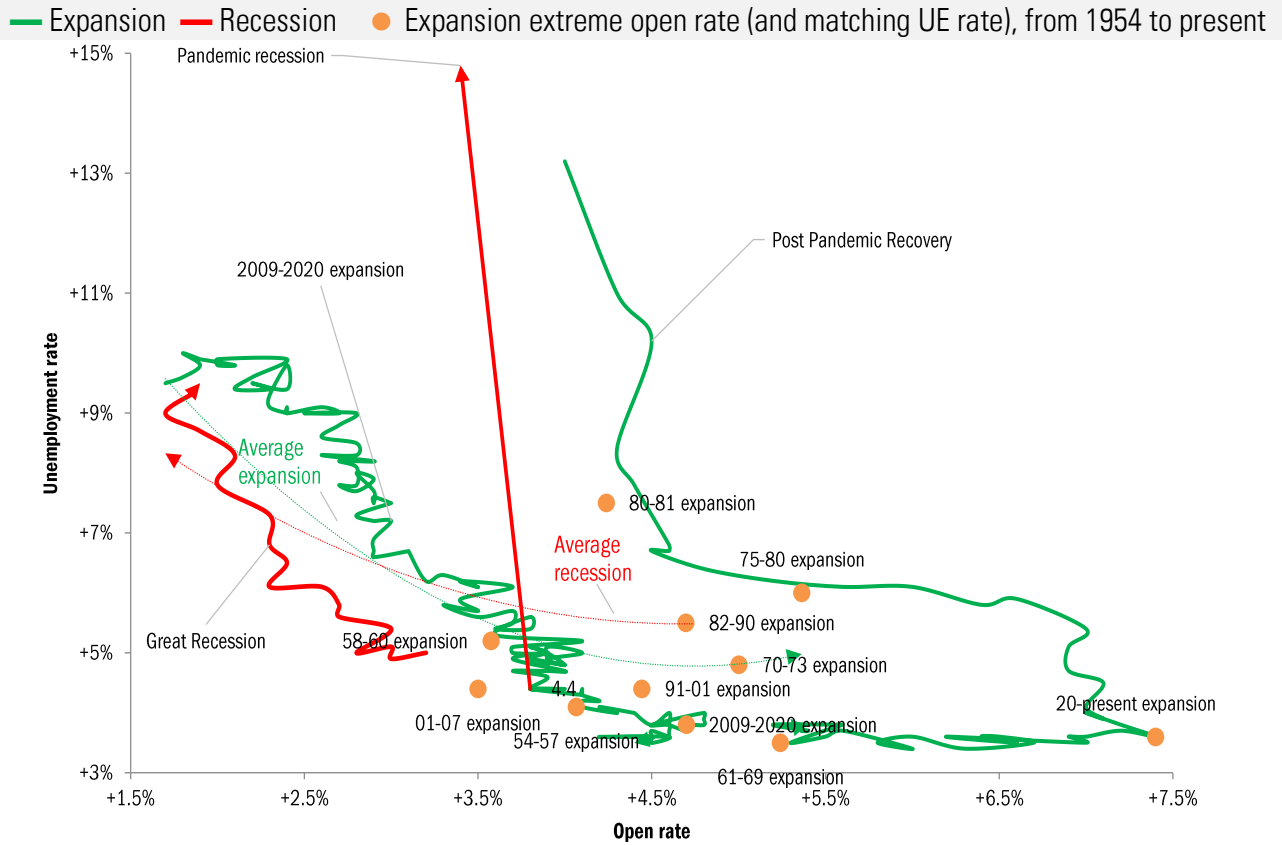 Expansion Recession Expansion extreme open rate (and matching UE rate), from 1954 to present
+15%
Pandemic recession
+13%
Post Pandemic Recovery
2009-2020 expansion
+11%
Unemployment rate
+9%
Average
expansion
80-81 expansion
+7%
Average
recession
75-80 expansion
Great Recession
58-60 expansion
82-90 expansion
+5%
70-73 expansion
4.4
91-01 expansion
20-present expansion
01-07 expansion
2009-2020 expansion
54-57 expansion
+3%
61-69 expansion
+1.5% +2.5% +3.5% +4.5% +5.5% +6.5% +7.5%
Open rate